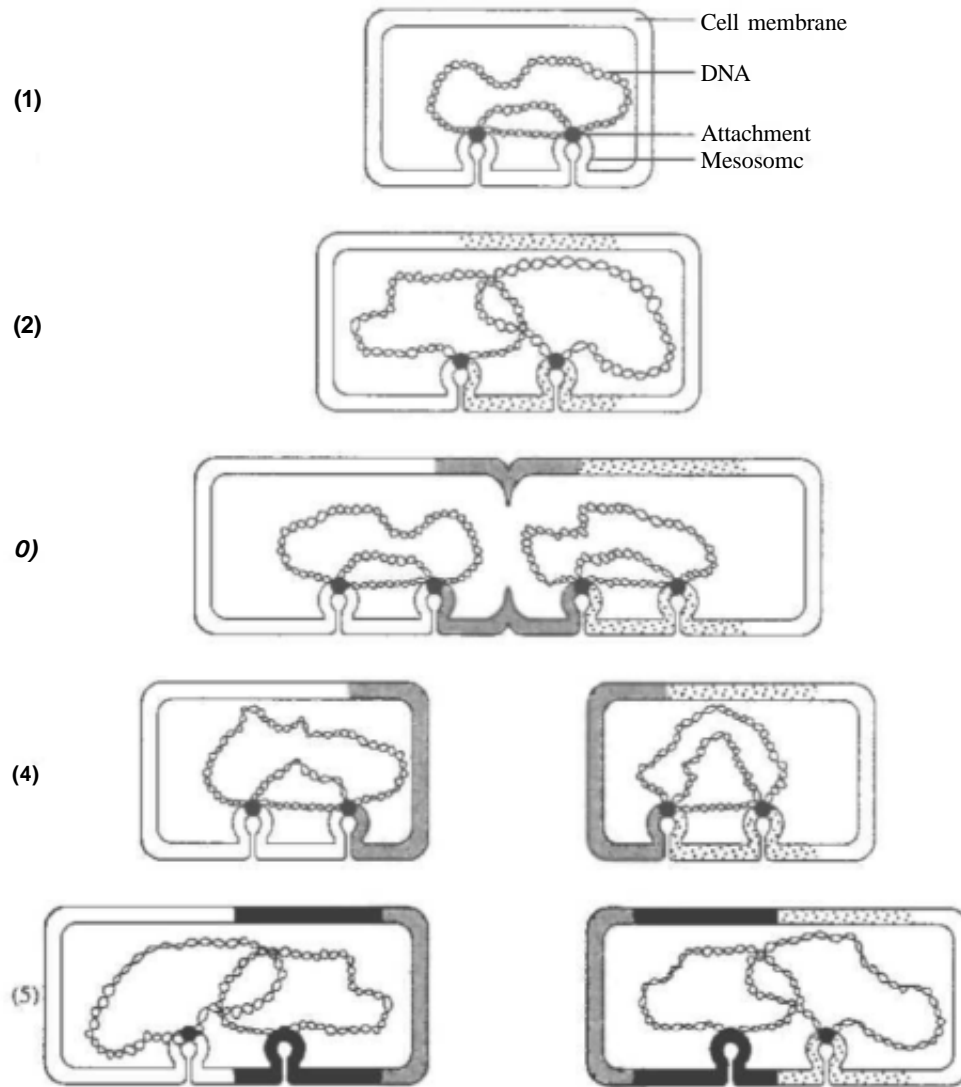 Cell membrane
DNA
(1)
Attachment
Mesosomc
(2)
0)
(4)
(5)